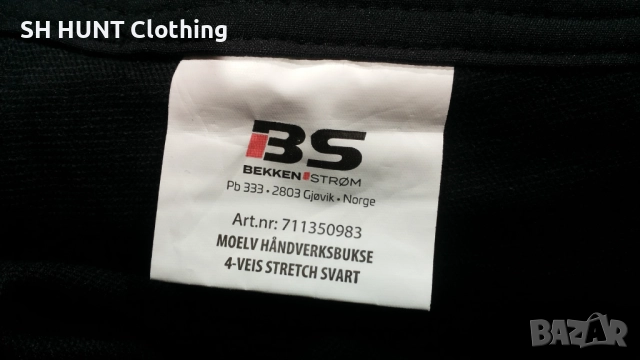 SH HUNT Clothing
BS
BEKKEN STRØM
Pb 333 • 2803 Gjøvik • Norge
Art.nr: 711350983
MOELV HÅNDVERKSBUKSE
4-VEIS STRETCH SVART
BAZAR